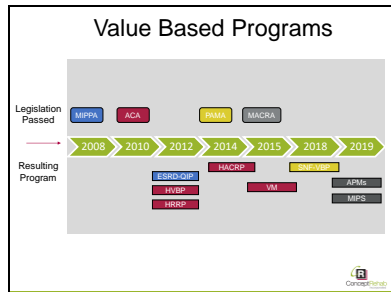 Value Based Programs
Legislation
Passed
MIPPA
ACA
PAMA
MACRA
2008
2010
2012
2014
2015
2018
2019
Resulting
Program
ESRD-QIP
HVBP
HRRP
HACRP
VM
SNF-VBP
APMs
MIPS
R
ConceptRehab